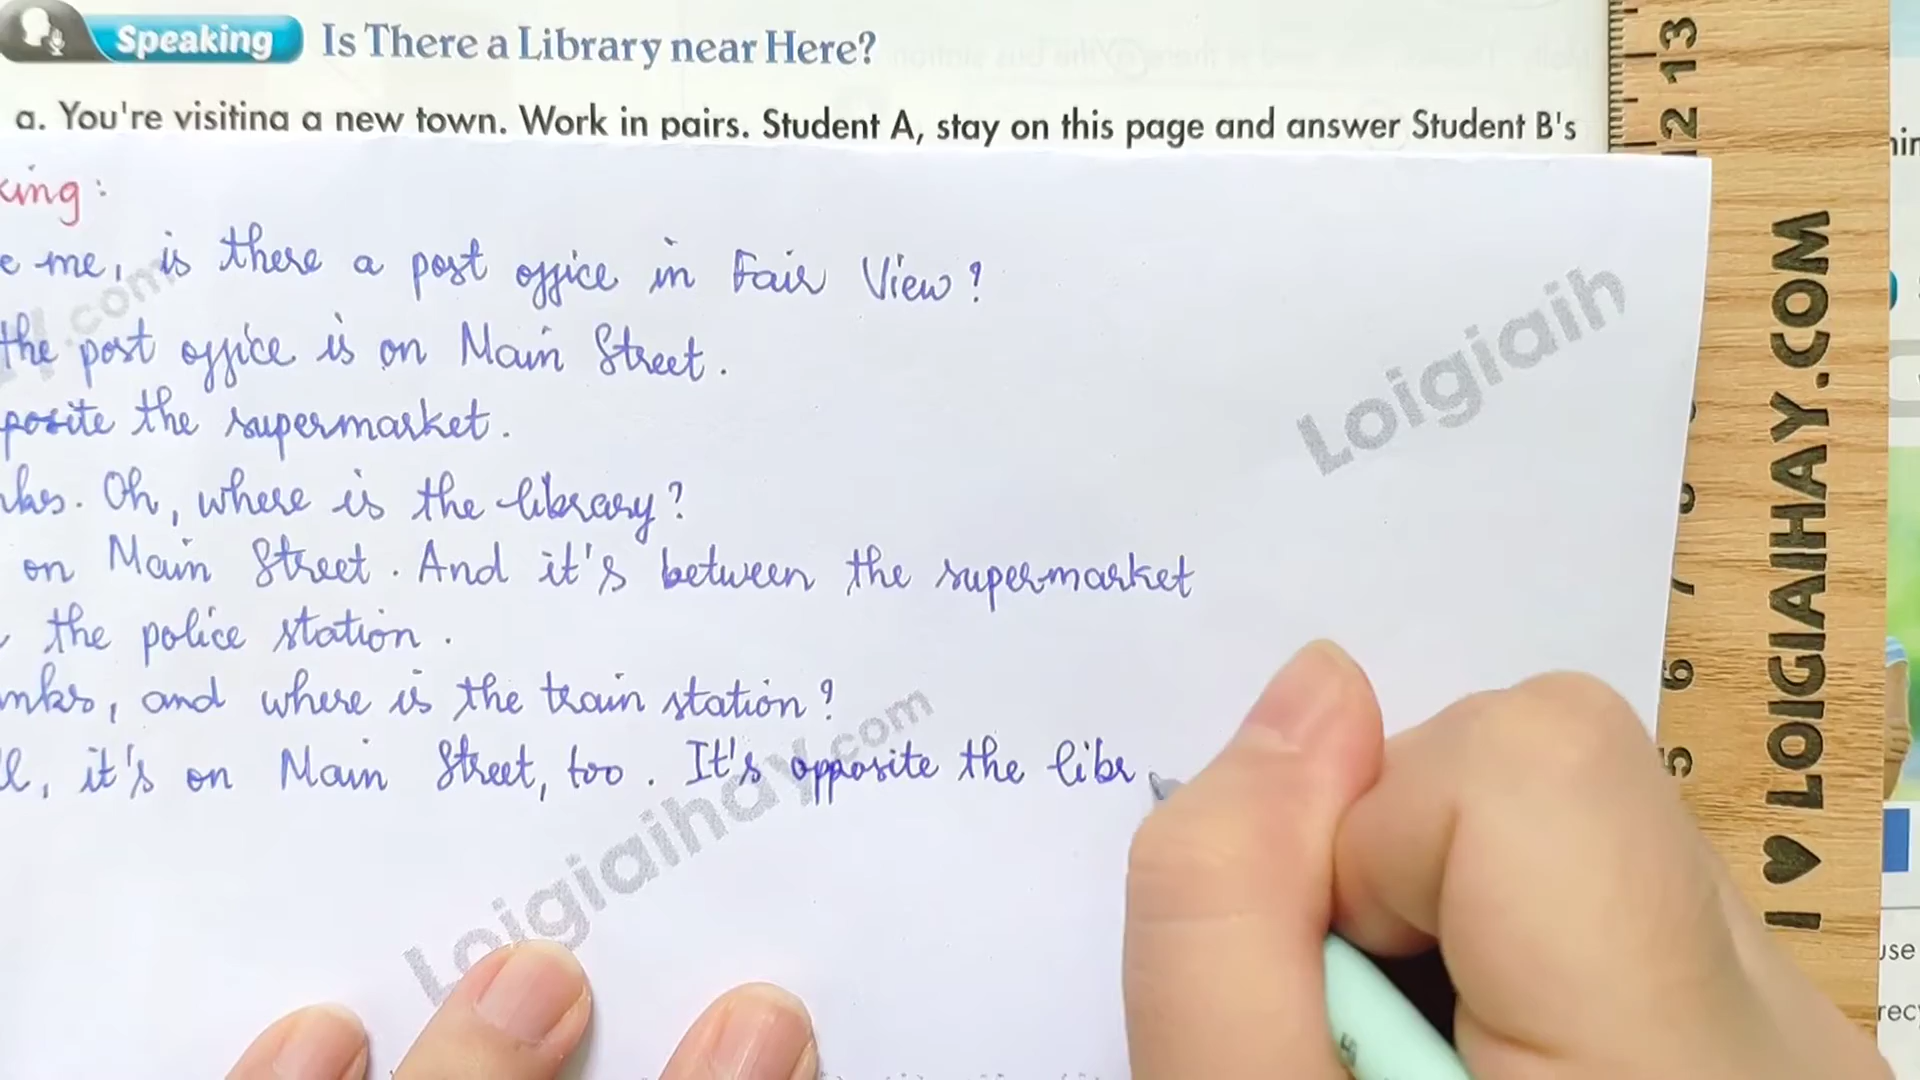 Speaking Is There a Library near Here?
a. You're visiting a new town. Work in pairs. Student A, stay on this page and answer Student B's
king:
e me, is there a post office in Fair View?
the post office is on Main Street.
posite the supermarket.
nks. Oh, where is the library?
on Main Street. And it's between the supermarket
the police station.
nks, and where is the train station?
ll, it's on Main Street, too. It's opposite the libr
Loigiaih
Loigiaihay.com
.com
I ♥ LOIGIAIHAY.COM
13
12
7
6
5
use